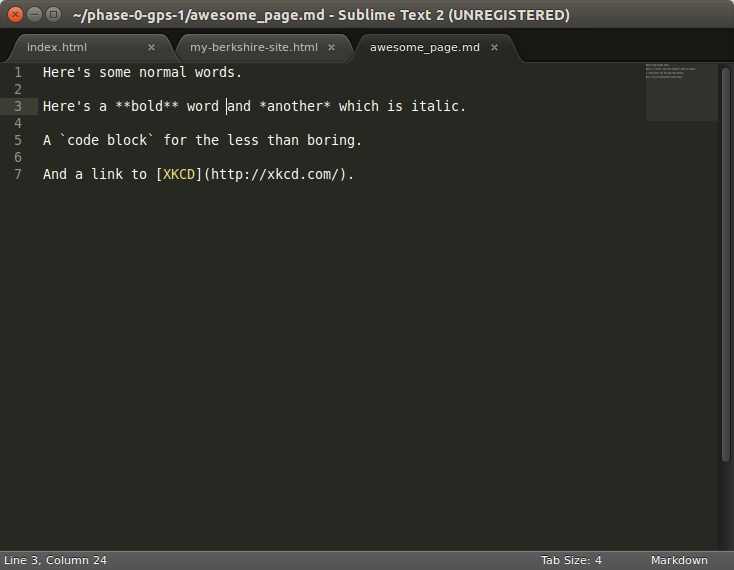 ~/phase-0-gps-1/awesome_page.md - Sublime Text 2 (UNREGISTERED)
index.html × my-berkshire-site.html × awesome_page.md ×
1 Here's some normal words.
2
3 Here's a **bold** word and *another* which is italic.
4
5 A `code block` for the less than boring.
6
7 And a link to [XKCD](http://xkcd.com/).
Line 3, Column 24 Tab Size: 4 Markdown